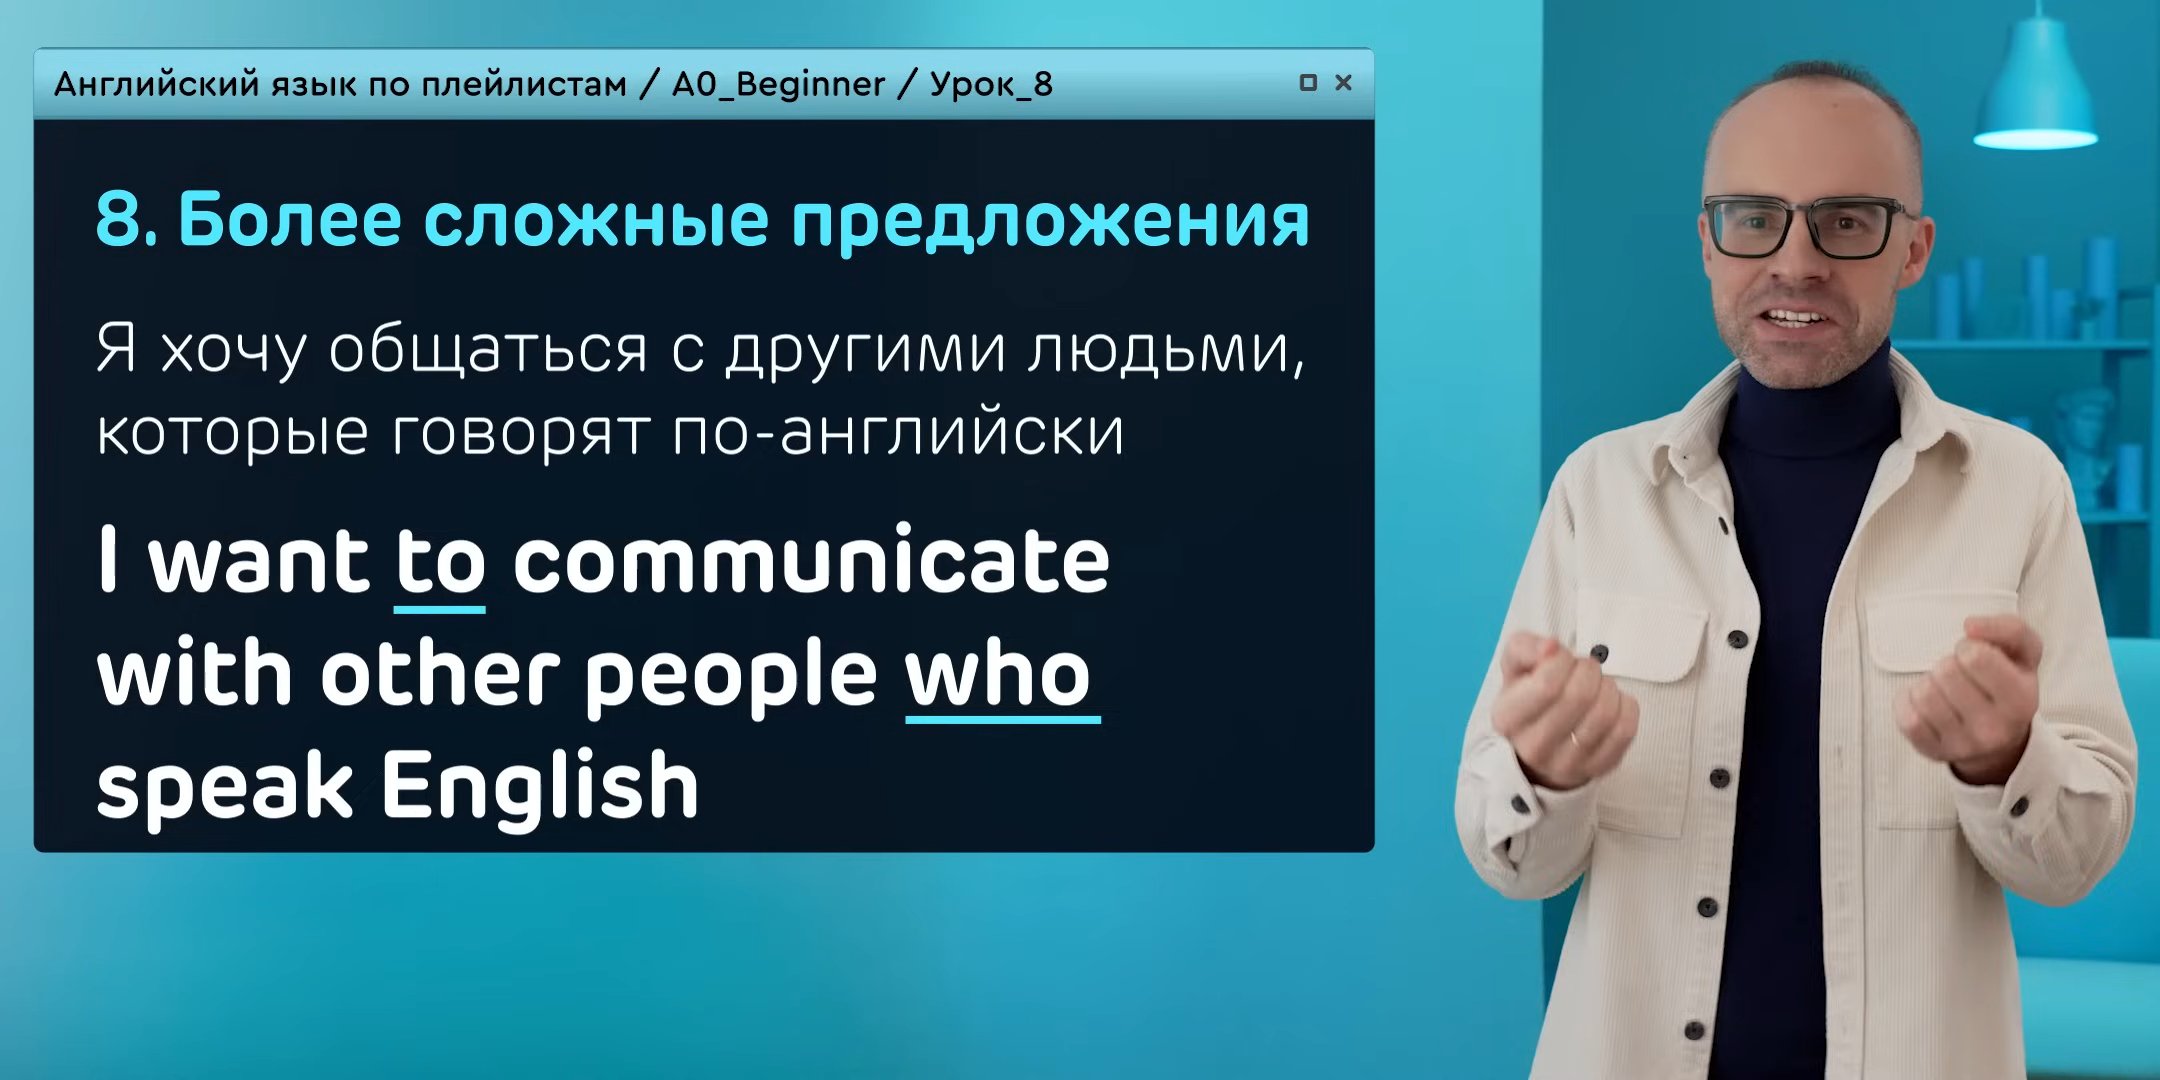 Английский язык по плейлистам / A0_Beginner / Урок_8
8. Более сложные предложения
Я хочу общаться с другими людьми,
которые говорят по-английски
I want to communicate
with other people who
speak English